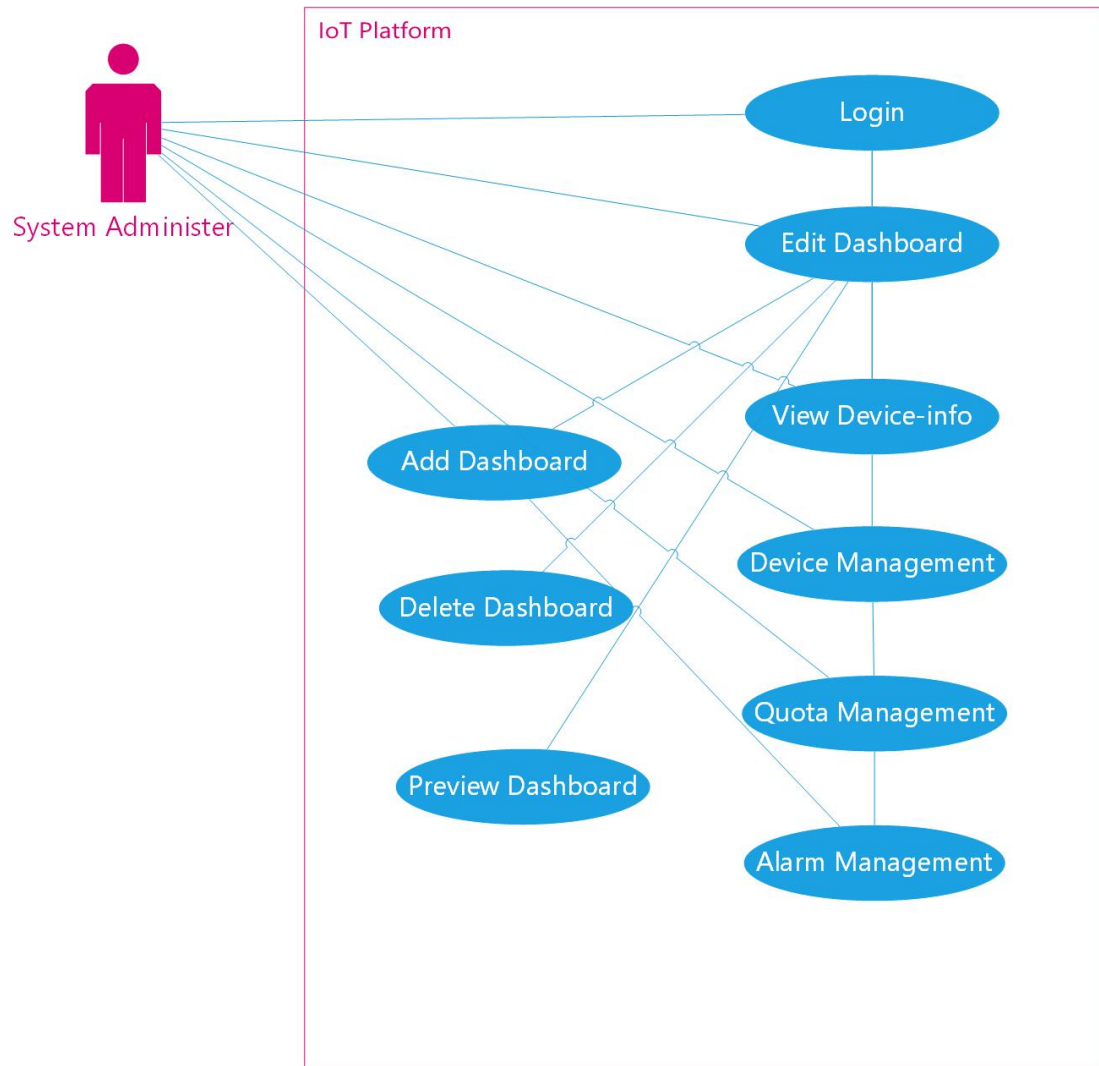 IoT Platform
Login
System Administer
Edit Dashboard
View Device-info
Add Dashboard
Device Management
Delete Dashboard
Quota Management
Preview Dashboard
Alarm Management